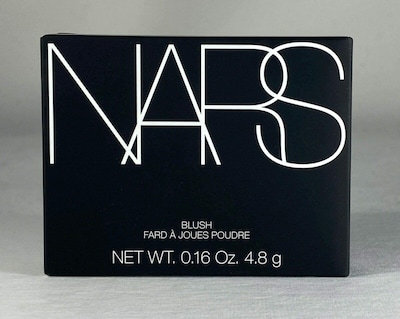 NARS
BLUSH
FARD À JOUES POUDRE
NET WT. 0.16 Oz. 4.8 g